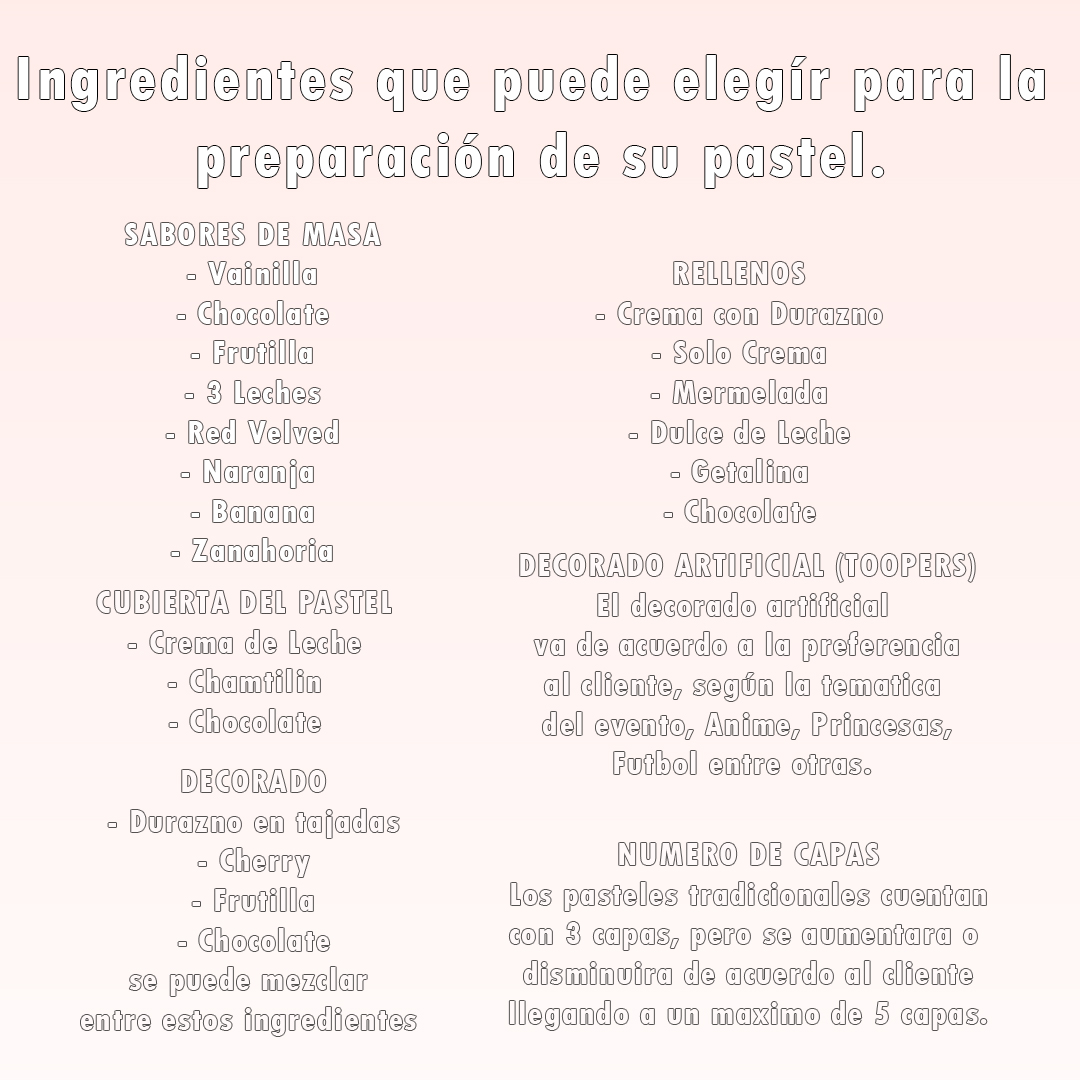 Ingredientes que puede elegír para la
preparación de su pastel.
SABORES DE MASA
- Vainilla
- Chocolate
- Frutilla
- 3 Leches
- Red Velved
- Naranja
- Banana
- Zanahoria
CUBIERTA DEL PASTEL
- Crema de Leche
- Chamtilin
- Chocolate
DECORADO
- Durazno en tajadas
- Cherry
- Frutilla
- Chocolate
se puede mezclar
entre estos ingredientes
RELLENOS
- Crema con Durazno
- Solo Crema
- Mermelada
- Dulce de Leche
- Getalina
- Chocolate
DECORADO ARTIFICIAL (TOOPERS)
El decorado artificial
va de acuerdo a la preferencia
al cliente, según la tematica
del evento, Anime, Princesas,
Futbol entre otras.
NUMERO DE CAPAS
Los pasteles tradicionales cuentan
con 3 capas, pero se aumentara o
disminuira de acuerdo al cliente
llegando a un maximo de 5 capas.